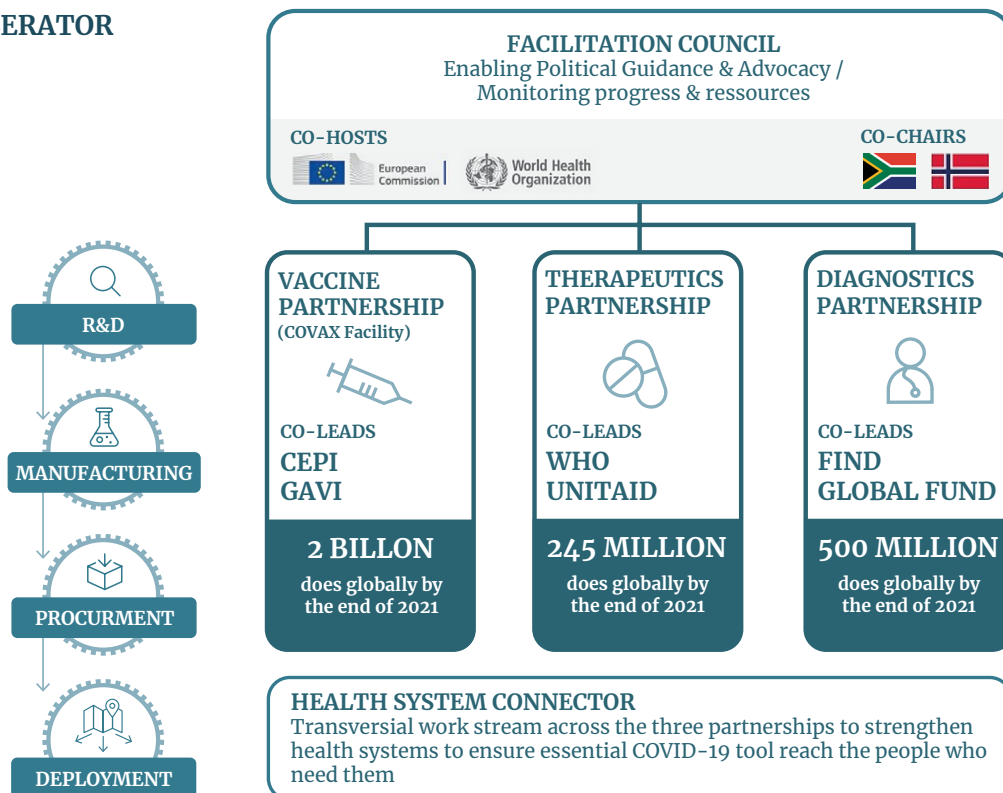 ERATOR
FACILITATION COUNCIL
Enabling Political Guidance & Advocacy /
Monitoring progress & ressources
CO-HOSTS
European
Commission
World Health
Organization
CO-CHAIRS
R&D
MANUFACTURING
PROCURMENT
DEPLOYMENT
VACCINE
PARTNERSHIP
(COVAX Facility)
CO-LEADS
CEPI
GAVI
2 BILLON
does globally by
the end of 2021
THERAPEUTICS
PARTNERSHIP
CO-LEADS
WHO
UNITAID
245 MILLION
does globally by
the end of 2021
DIAGNOSTICS
PARTNERSHIP
CO-LEADS
FIND
GLOBAL FUND
500 MILLION
does globally by
the end of 2021
HEALTH SYSTEM CONNECTOR
Transversial work stream across the three partnerships to strengthen
health systems to ensure essential COVID-19 tool reach the people who
need them